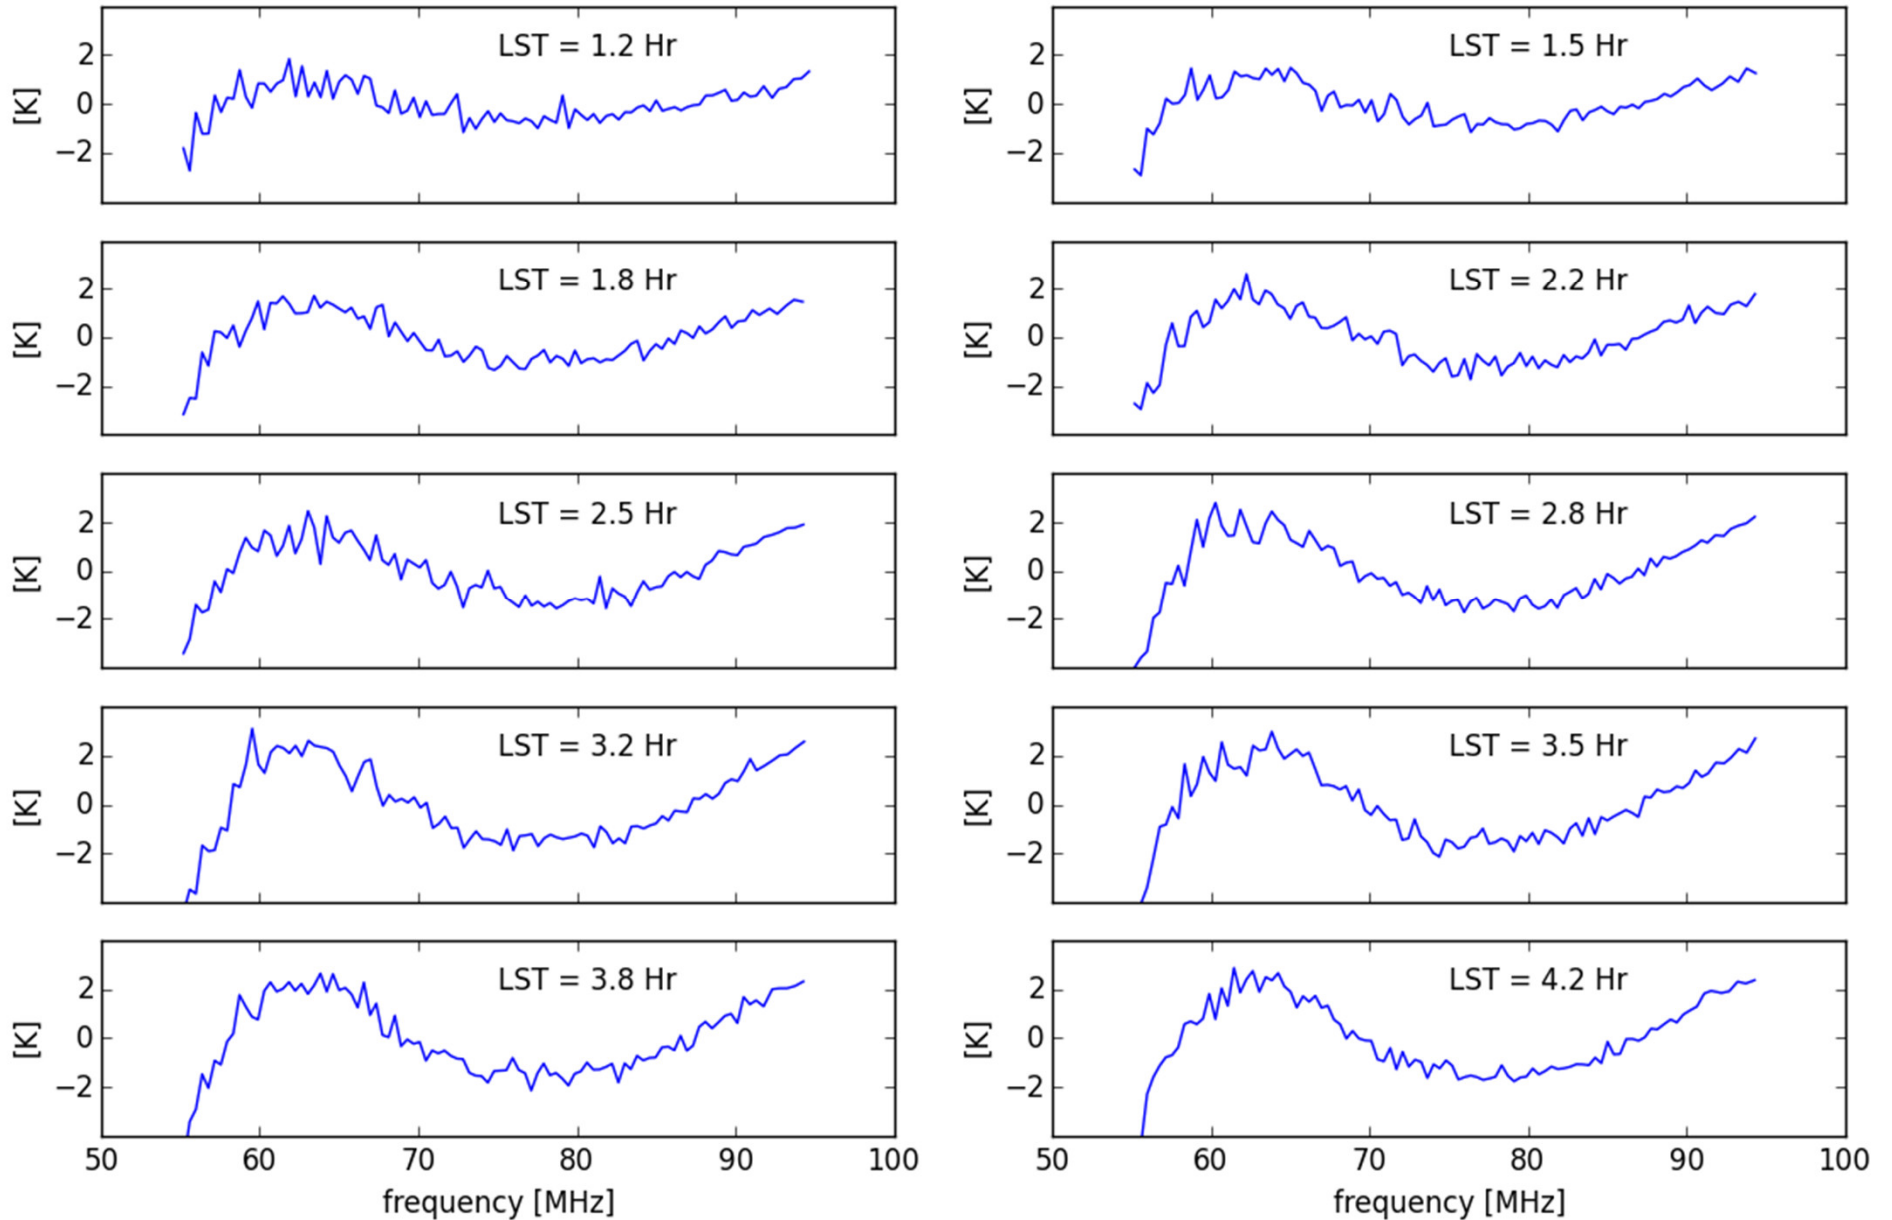 LST = 1.2 Hr
2
0
−2
[K]
LST = 1.5 Hr
2
0
−2
[K]
LST = 1.8 Hr
2
0
−2
[K]
LST = 2.2 Hr
2
0
−2
[K]
LST = 2.5 Hr
2
0
−2
[K]
LST = 2.8 Hr
2
0
−2
[K]
LST = 3.2 Hr
2
0
−2
[K]
LST = 3.5 Hr
2
0
−2
[K]
LST = 3.8 Hr
2
0
−2
[K]
50 60 70 80 90 100
frequency [MHz]
LST = 4.2 Hr
2
0
−2
[K]
50 60 70 80 90 100
frequency [MHz]